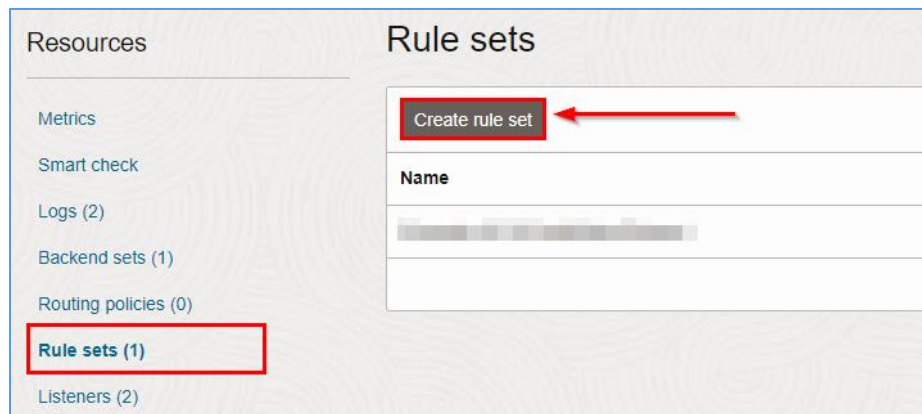 Resources
Metrics
Smart check
Logs (2)
Backend sets (1)
Routing policies (0)
Rule sets (1)
Listeners (2)
Rule sets
Create rule set
Name